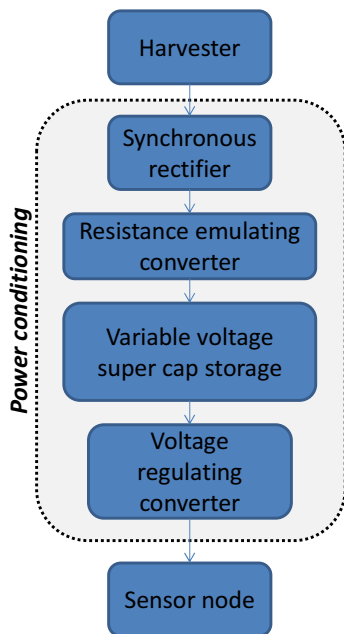 Harvester
Power conditioning
Synchronous
rectifier
Resistance emulating
converter
Variable voltage
super cap storage
Voltage
regulating
converter
Sensor node